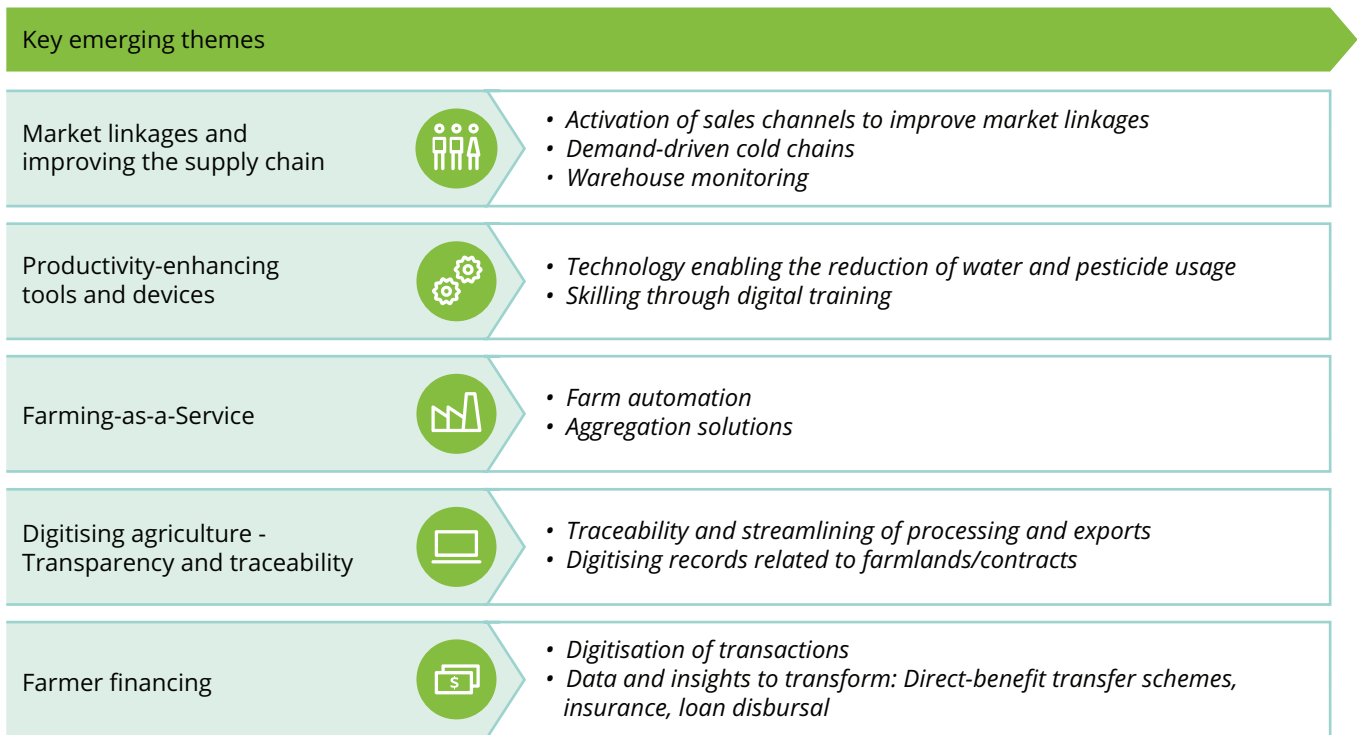 Key emerging themes
Market linkages and
improving the supply chain
• Activation of sales channels to improve market linkages
• Demand-driven cold chains
• Warehouse monitoring
Productivity-enhancing
tools and devices
• Technology enabling the reduction of water and pesticide usage
• Skilling through digital training
Farming-as-a-Service
• Farm automation
• Aggregation solutions
Digitising agriculture -
Transparency and traceability
• Traceability and streamlining of processing and exports
• Digitising records related to farmlands/contracts
Farmer financing
$
• Digitisation of transactions
• Data and insights to transform: Direct-benefit transfer schemes,
insurance, loan disbursal